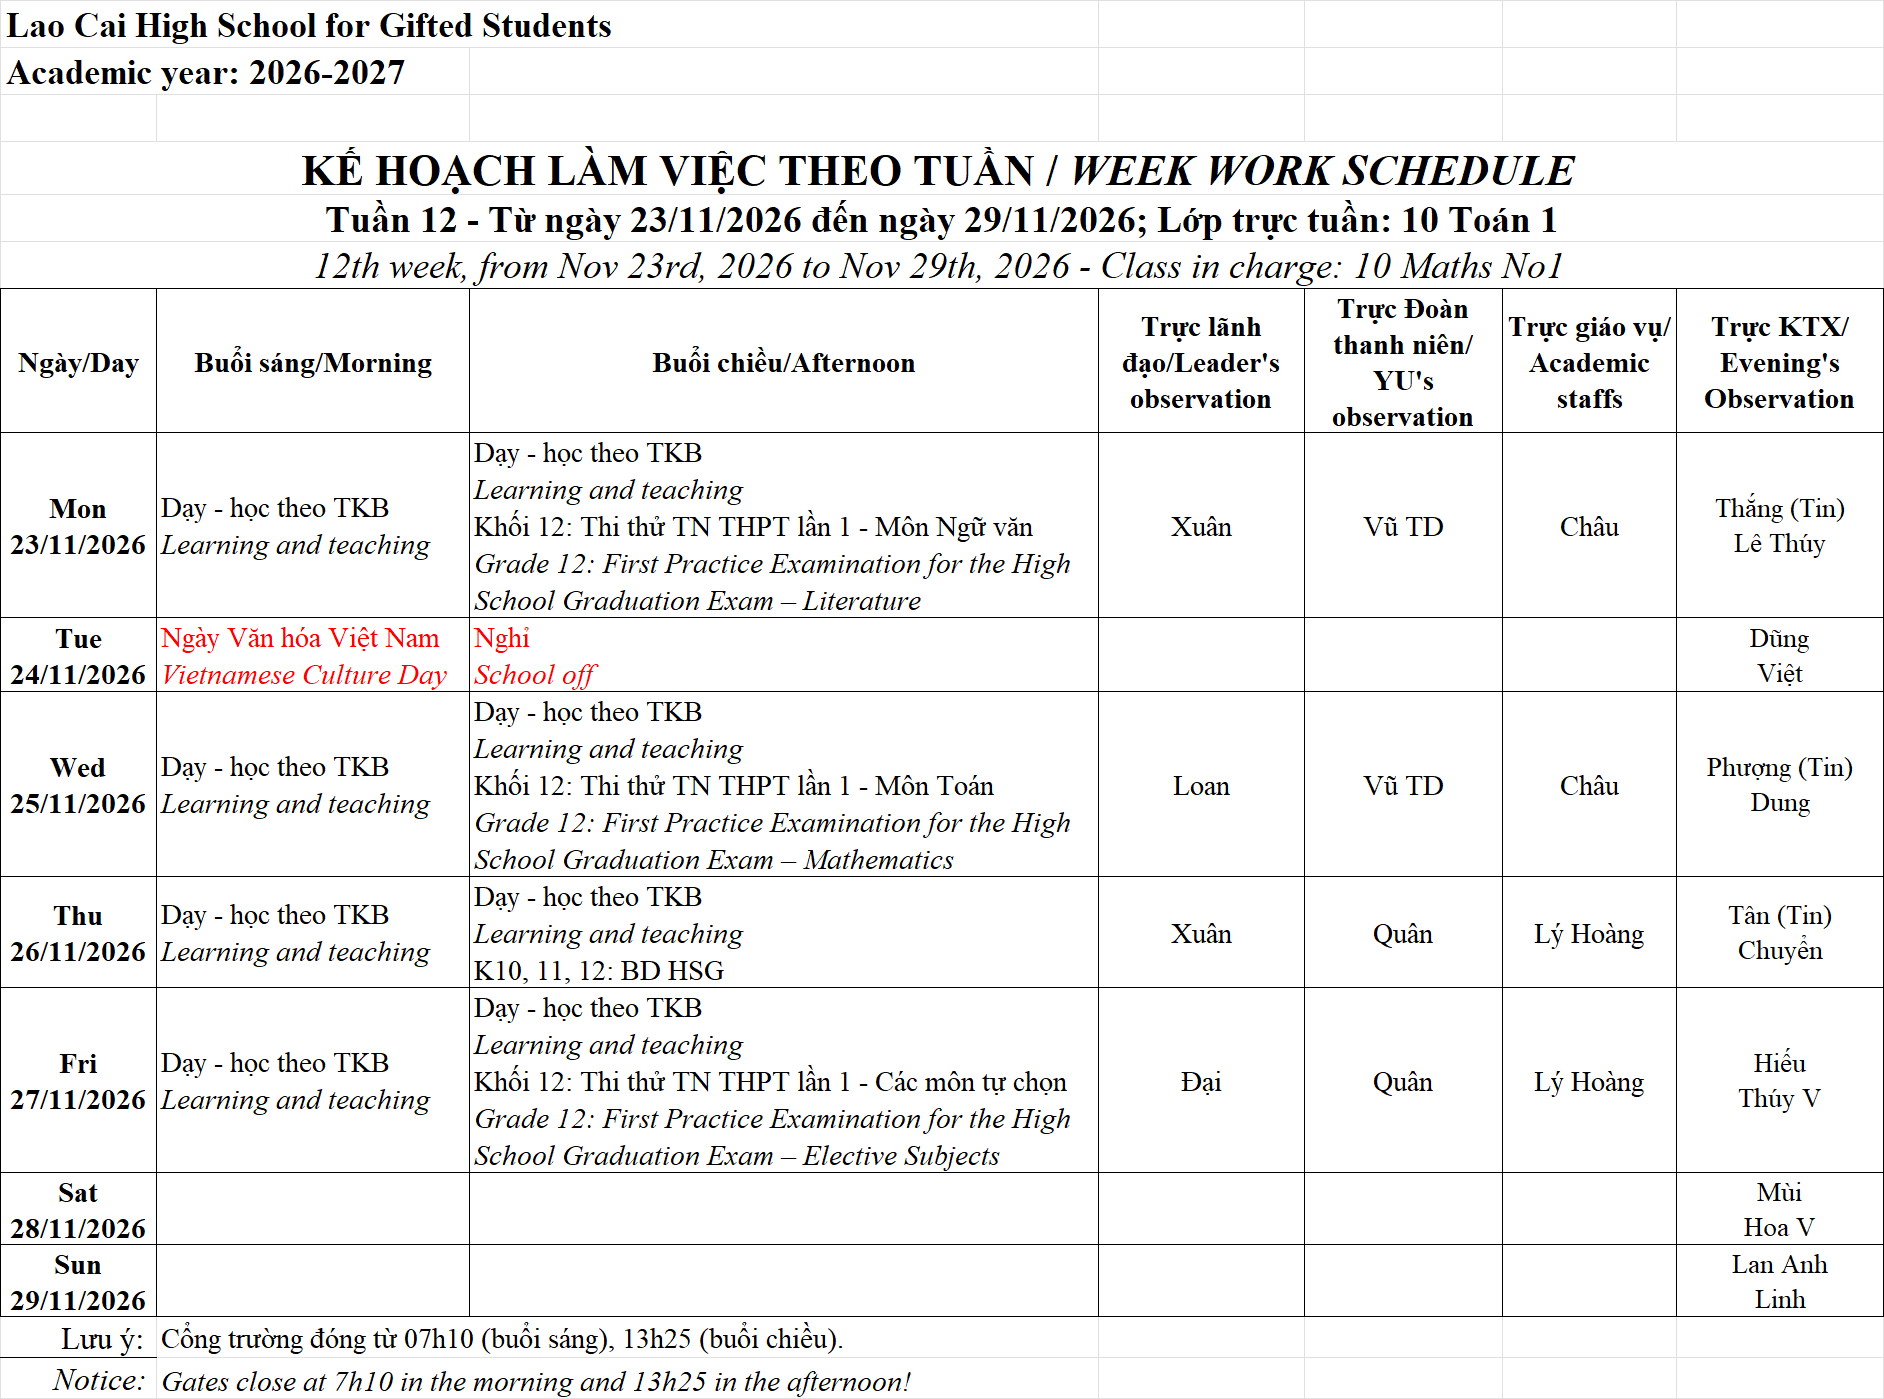 Lao Cai High School for Gifted Students
Academic year: 2026-2027
KẾ HOẠCH LÀM VIỆC THEO TUẦN / WEEK WORK SCHEDULE
Tuần 12 - Từ ngày 23/11/2026 đến ngày 29/11/2026; Lớp trực tuần: 10 Toán 1
12th week, from Nov 23rd, 2026 to Nov 29th, 2026 - Class in charge: 10 Maths No1
Ngày/Day
Buổi sáng/Morning
Buổi chiều/Afternoon
Trực lãnh
đạo/Leader's
observation
Trực Đoàn
thanh niên/
YU's
observation
Trực giáo vụ/
Academic
staffs
Trực KTX/
Evening's
Observation
Mon
23/11/2026
Dạy - học theo TKB
Learning and teaching
Dạy - học theo TKB
Learning and teaching
Khối 12: Thi thử TN THPT lần 1 - Môn Ngữ văn
Grade 12: First Practice Examination for the High
School Graduation Exam – Literature
Xuân
Vũ TD
Châu
Thắng (Tin)
Lê Thúy
Tue
24/11/2026
Ngày Văn hóa Việt Nam
Vietnamese Culture Day
Nghỉ
School off
Dũng
Việt
Wed
25/11/2026
Dạy - học theo TKB
Learning and teaching
Dạy - học theo TKB
Learning and teaching
Khối 12: Thi thử TN THPT lần 1 - Môn Toán
Grade 12: First Practice Examination for the High
School Graduation Exam – Mathematics
Loan
Vũ TD
Châu
Phượng (Tin)
Dung
Thu
26/11/2026
Dạy - học theo TKB
Learning and teaching
Dạy - học theo TKB
Learning and teaching
K10, 11, 12: BD HSG
Xuân
Quân
Lý Hoàng
Tân (Tin)
Chuyển
Fri
27/11/2026
Dạy - học theo TKB
Learning and teaching
Dạy - học theo TKB
Learning and teaching
Khối 12: Thi thử TN THPT lần 1 - Các môn tự chọn
Grade 12: First Practice Examination for the High
School Graduation Exam – Elective Subjects
Đại
Quân
Lý Hoàng
Hiếu
Thúy V
Sat
28/11/2026
Mùi
Hoa V
Sun
29/11/2026
Lan Anh
Linh
Lưu ý: Cổng trường đóng từ 07h10 (buổi sáng), 13h25 (buổi chiều).
Notice: Gates close at 7h10 in the morning and 13h25 in the afternoon!